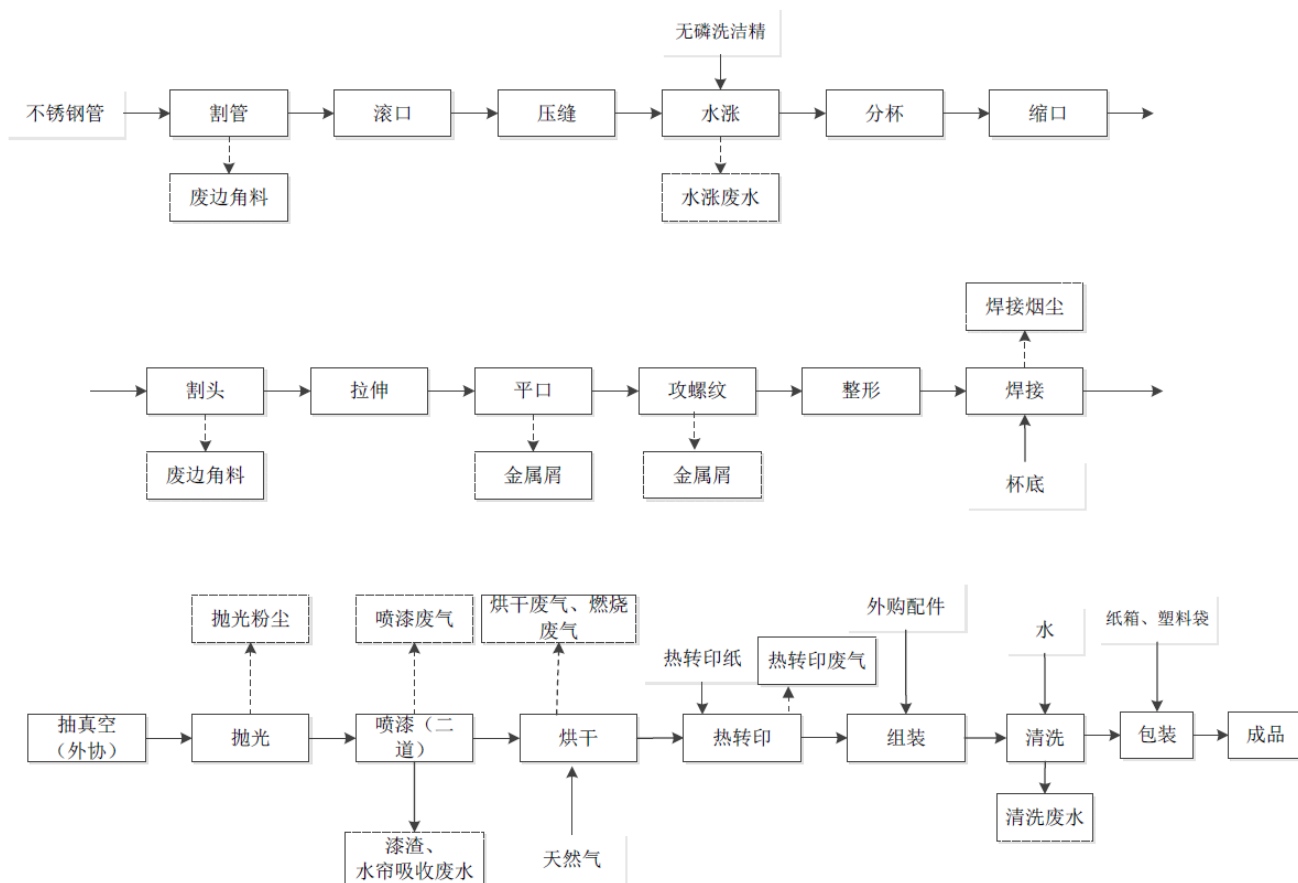 无磷洗洁精
不锈钢管
割管
滚口
压缝
水涨
分杯
缩口
废边角料
水涨废水
焊接烟尘
割头
拉伸
平口
攻螺纹
整形
焊接
废边角料
金属屑
金属屑
杯底
抛光粉尘
喷漆废气
烘干废气、燃烧
废气
外购配件
水
纸箱、塑料袋
热转印纸
热转印废气
抽真空
（外协）
抛光
喷漆（二
道）
烘干
热转印
组装
清洗
包装
成品
漆渣、
水帘吸收废水
天然气
清洗废水